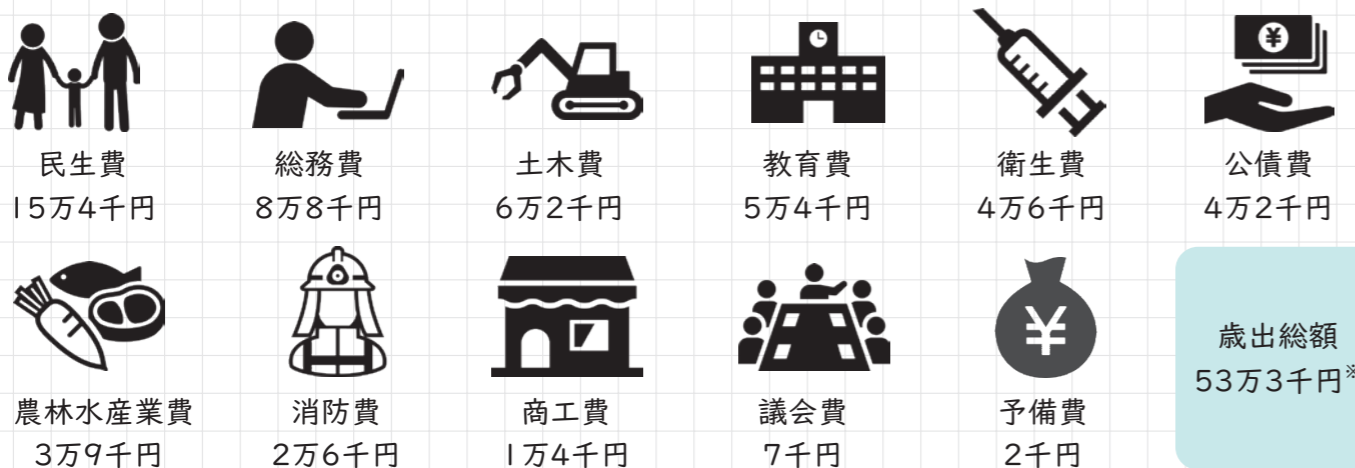 民生費
15万4千円
総務費
8万8千円
土木費
6万2千円
教育費
5万4千円
衛生費
4万6千円
¥
公債費
4万2千円
農林水産業費
3万9千円
消防費
2万6千円
商工費
1万4千円
議会費
7千円
¥
予備費
2千円
歳出総額
53万3千円※